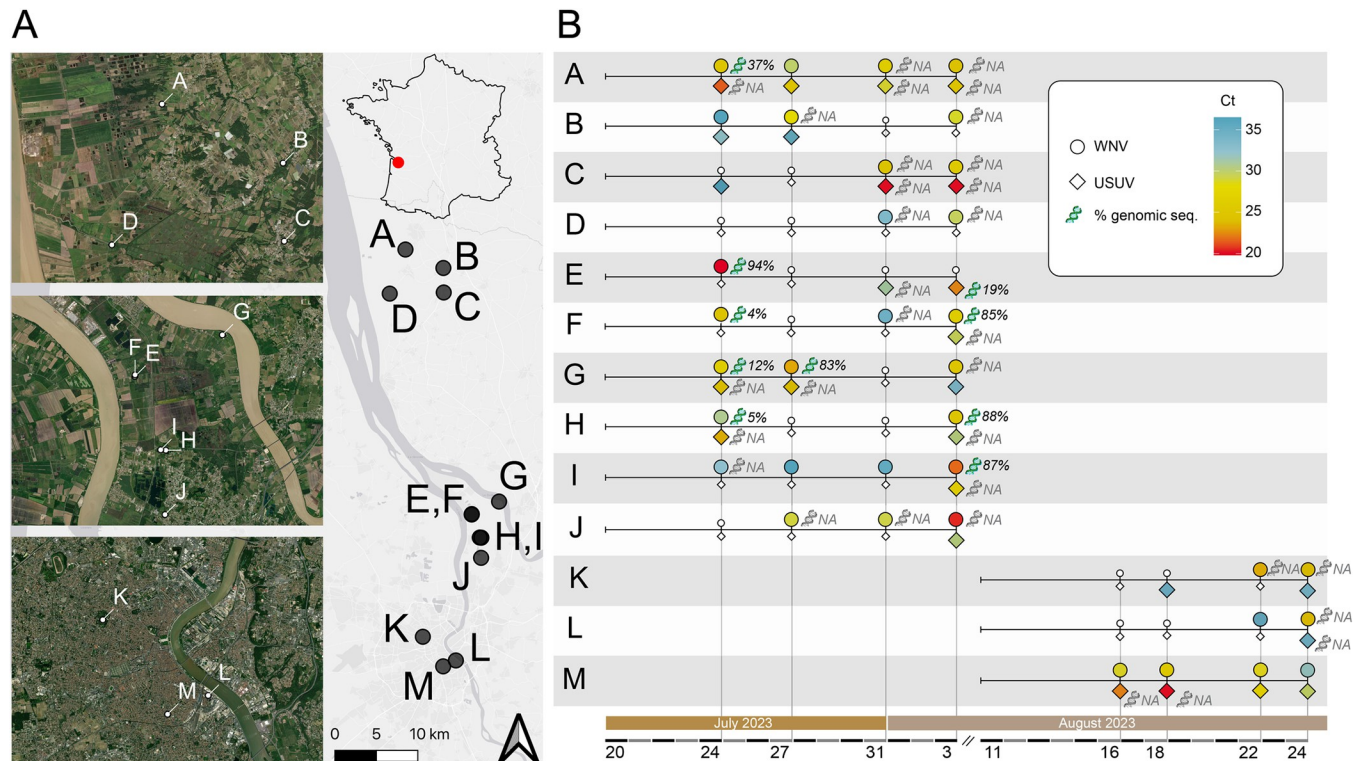 A
A
B
C
D
G
F E
I
H
J
K
L
M
A
B
C
D
G
E,F
H,I
J
K
L
M
0 5 10 km
B
A 37% NA NA
NA NA NA
B NA NA
C NA NA
NA NA
D NA NA
E 94%
NA 19%
F 4% NA 85%
NA
G 12% 83% NA
NA NA
H 5% 88%
NA NA
I NA 87%
NA
J NA NA NA
K NA NA
L NA
NA
M
NA NA
Ct
WNV
USUV
% genomic seq.
35
30
25
20
July 2023 August 2023
20 24 27 31 3 // 11 16 18 22 24